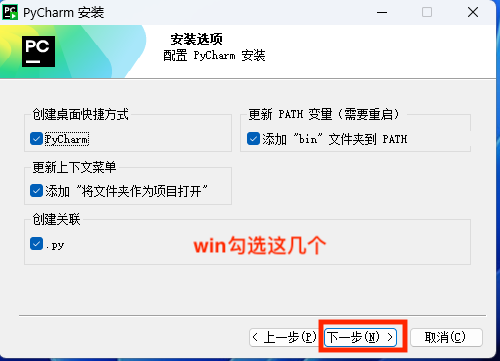 PC PyCharm 安装
PC
安装选项
配置 PyCharm 安装
创建桌面快捷方式
PyCharm
更新 PATH 变量（需要重启）
添加 "bin" 文件夹到 PATH
更新上下文菜单
添加 "将文件夹作为项目打开"
创建关联
.py
win勾选这几个
< 上一步(P)
下一步(N) >
取消(C)